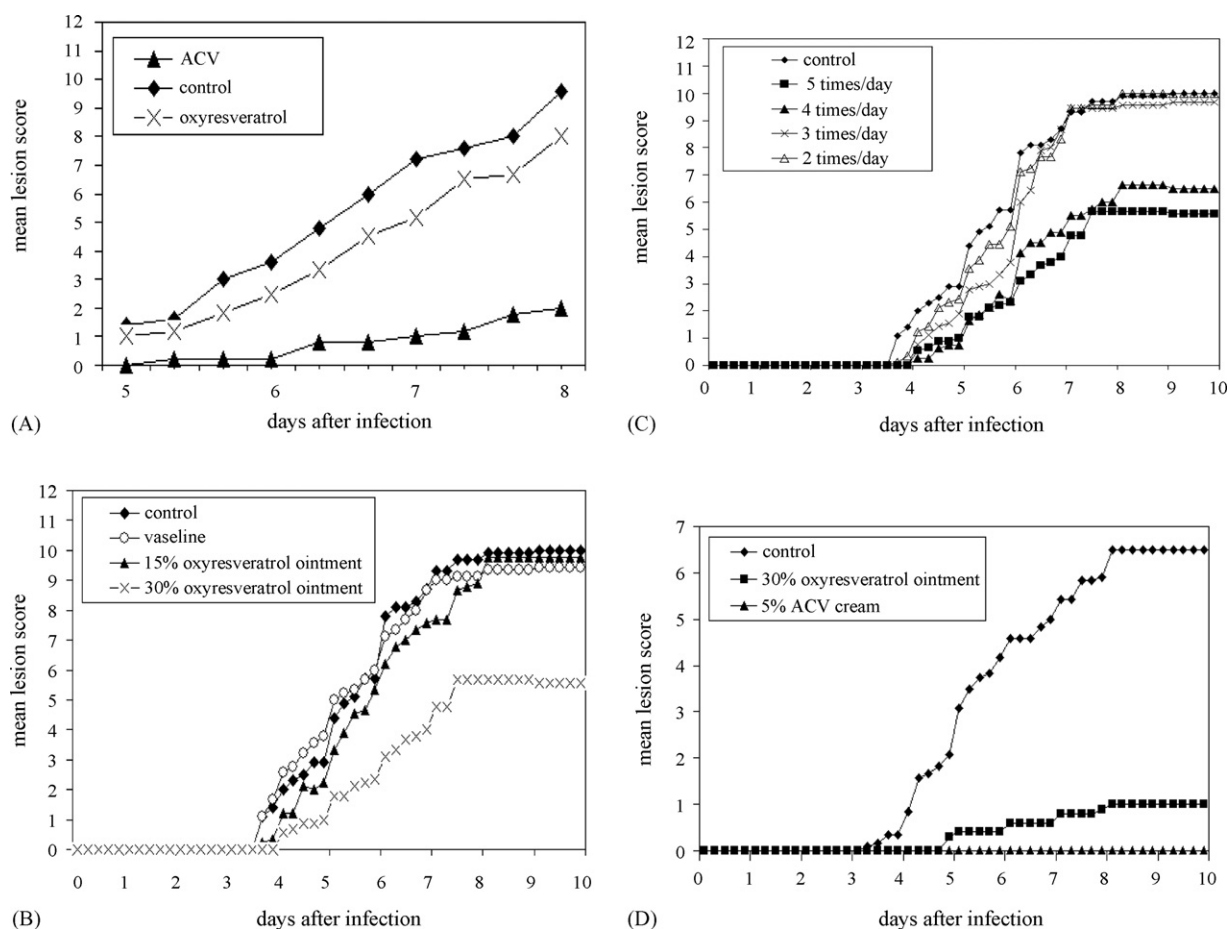 12
11
10
9
8
7
6
5
4
3
2
1
0
mean lesion score
ACV
control
oxyresveratrol
5 6 7 8
days after infection
(A)
12
11
10
9
8
7
6
5
4
3
2
1
0
mean lesion score
control
5 times/day
4 times/day
3 times/day
2 times/day
0 1 2 3 4 5 6 7 8 9 10
days after infection
(C)
12
11
10
9
8
7
6
5
4
3
2
1
0
mean lesion score
control
vaseline
15% oxyresveratrol ointment
30% oxyresveratrol ointment
0 1 2 3 4 5 6 7 8 9 10
days after infection
(B)
7
6
5
4
3
2
1
0
mean lesion score
control
30% oxyresveratrol ointment
5% ACV cream
0 1 2 3 4 5 6 7 8 9 10
days after infection
(D)